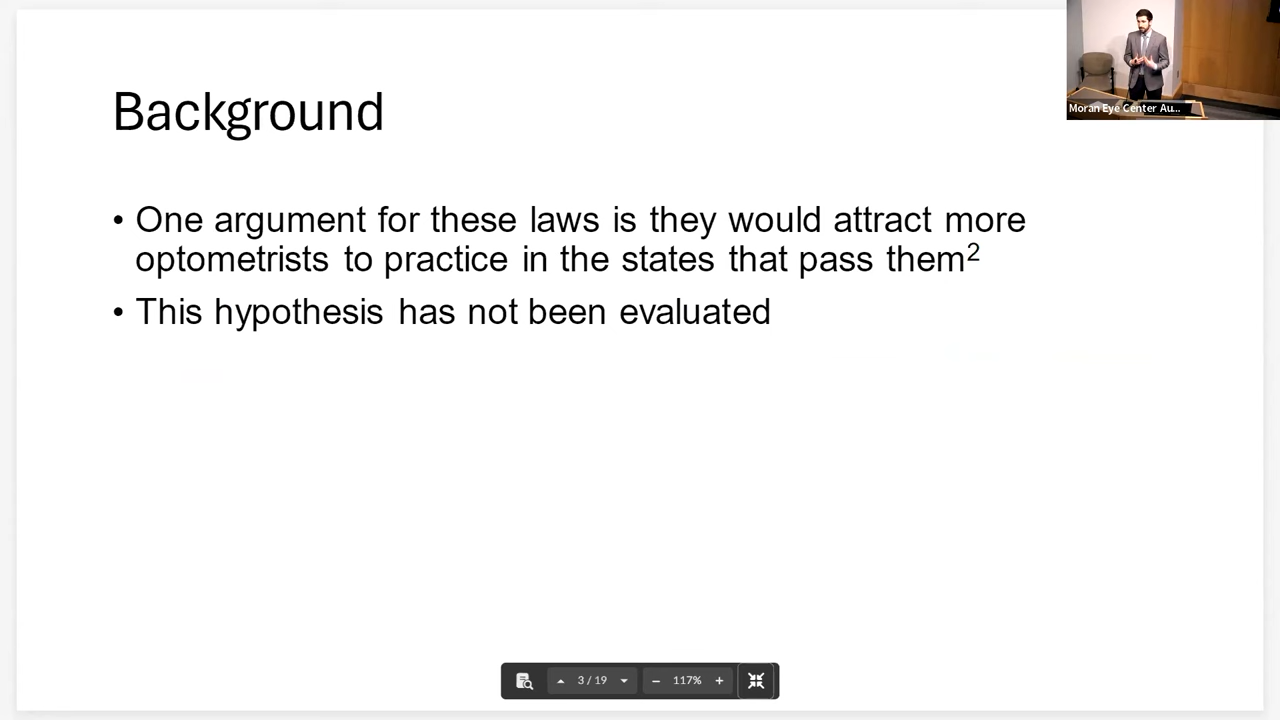 Background
• One argument for these laws is they would attract more
optometrists to practice in the states that pass them²
• This hypothesis has not been evaluated
Moran Eye Center Au...
3 / 19
117%